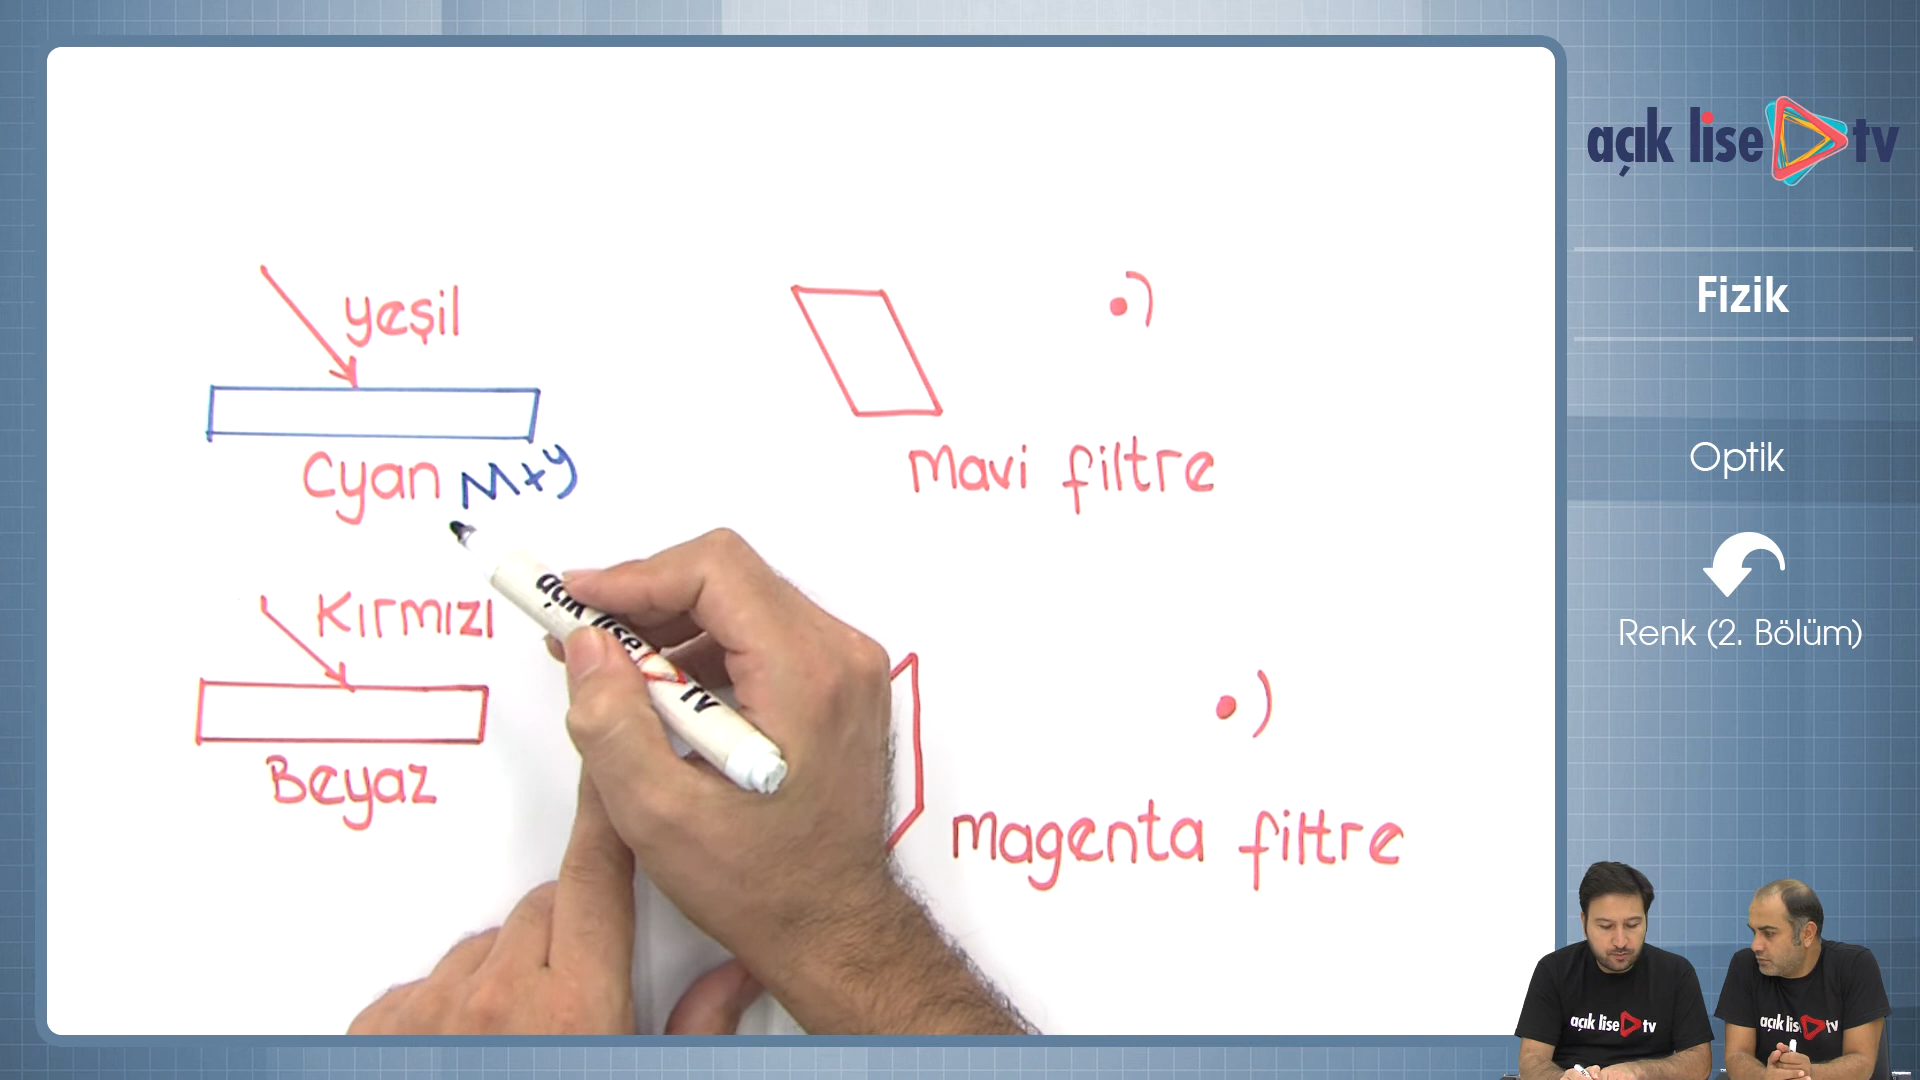 yeşil
Cyan M+y
Kırmızı
Beyaz
mavi filtre
magenta filtre
açık lise tv
açık lise tv
Fizik
Optik
Renk (2. Bölüm)
açık lise tv
açık lise tv